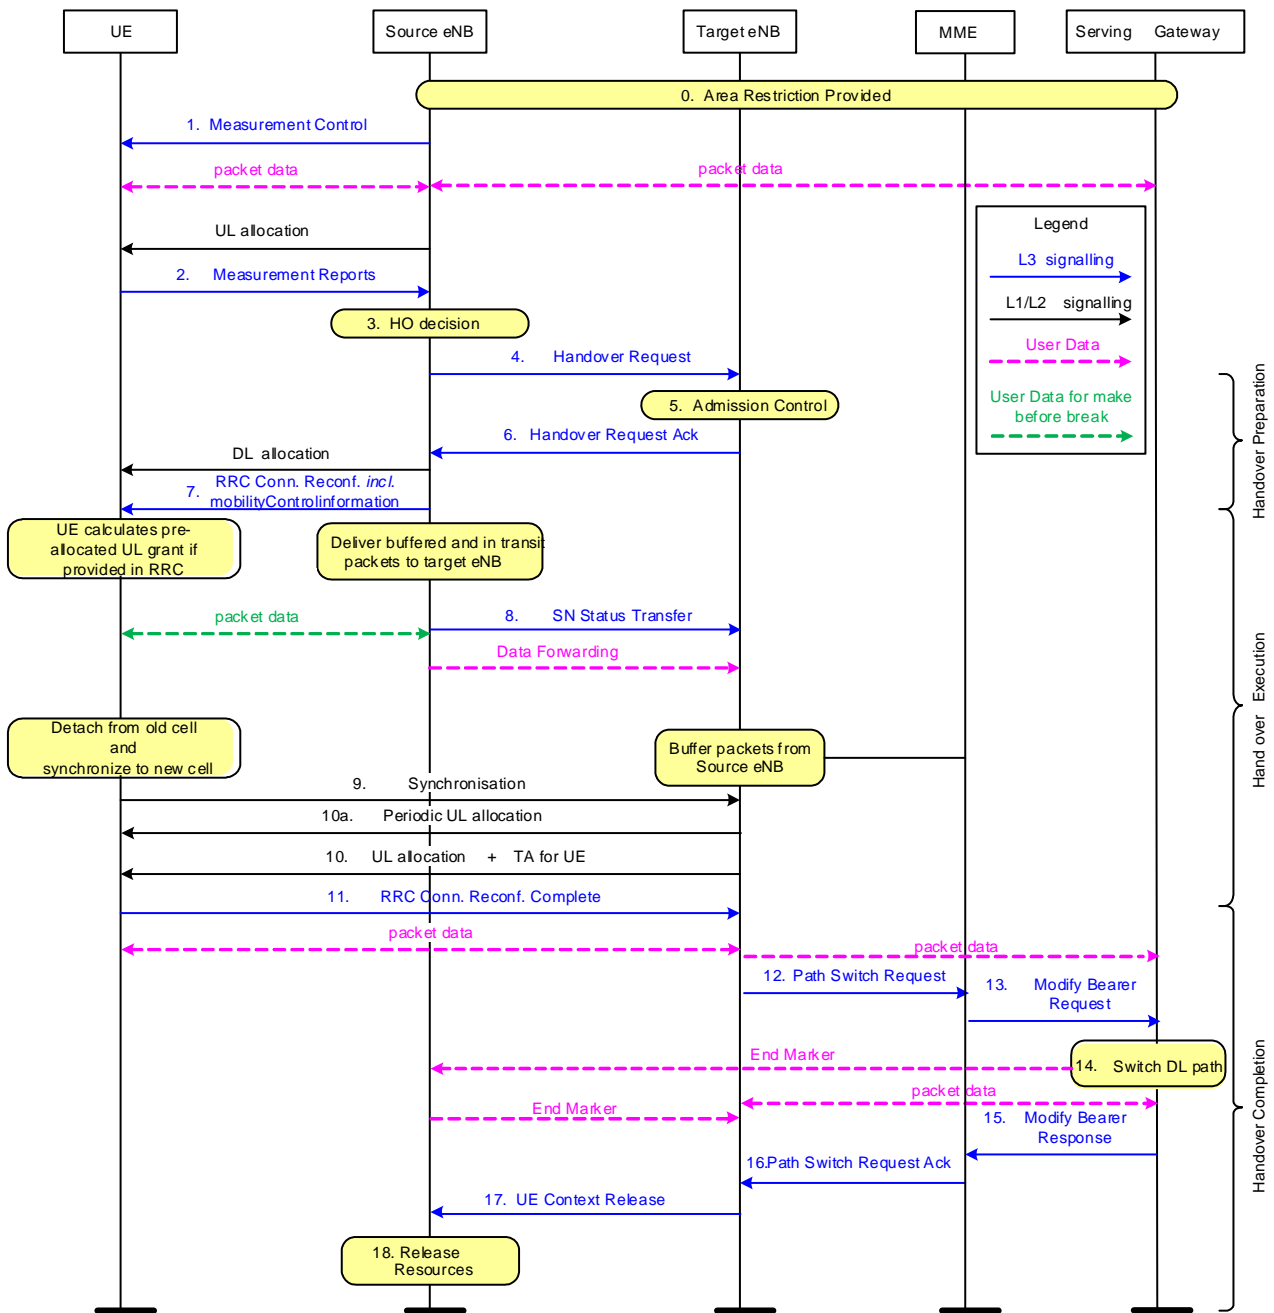 UE
Source eNB
Target eNB
MME
Serving Gateway
0. Area Restriction Provided
1. Measurement Control
packet data
packet data
Legend
L3 signalling
L1/L2 signalling
User Data
User Data for make
before break
UL allocation
2. Measurement Reports
3. HO decision
4. Handover Request
5. Admission Control
6. Handover Request Ack
DL allocation
7. RRC Conn. Reconf. incl.
mobilityControlinformation
Handover Preparation
UE calculates pre-
allocated UL grant if
provided in RRC
Deliver buffered and in transit
packets to target eNB
packet data
8. SN Status Transfer
Data Forwarding
Detach from old cell
and
synchronize to new cell
Buffer packets from
Source eNB
9. Synchronisation
10a. Periodic UL allocation
10. UL allocation + TA for UE
11. RRC Conn. Reconf. Complete
Hand over Execution
packet data
packet data
12. Path Switch Request
13. Modify Bearer
Request
End Marker
14. Switch DL path
packet data
End Marker
15. Modify Bearer
Response
16.Path Switch Request Ack
17. UE Context Release
18. Release
Resources
Handover Completion